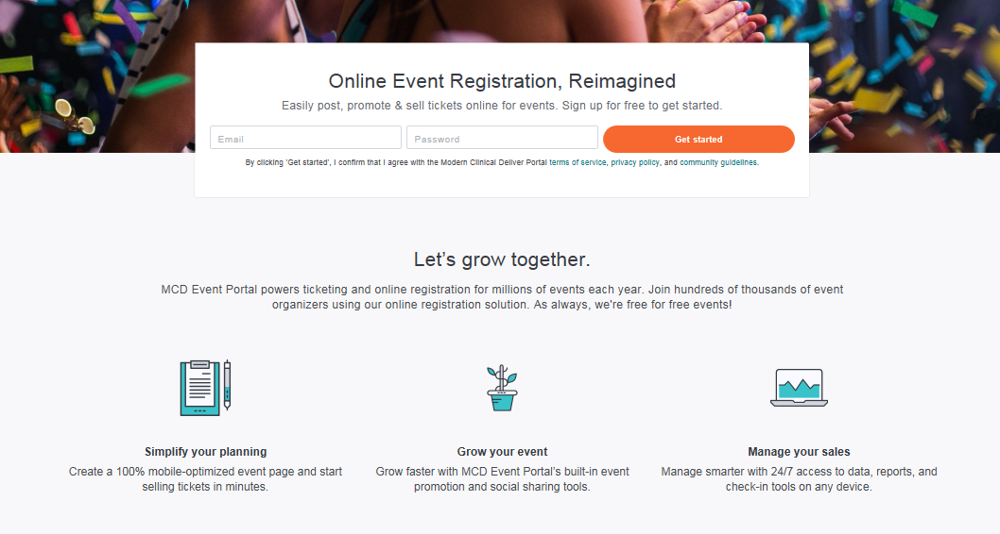 Online Event Registration, Reimagined
Easily post, promote & sell tickets online for events. Sign up for free to get started.
Email
Password
Get started
By clicking 'Get started', I confirm that I agree with the Modern Clinical Deliver Portal terms of service, privacy policy, and community guidelines.
Let's grow together.
MCD Event Portal powers ticketing and online registration for millions of events each year. Join hundreds of thousands of event
organizers using our online registration solution. As always, we're free for free events!
Simplify your planning
Create a 100% mobile-optimized event page and start
selling tickets in minutes.
Grow your event
Grow faster with MCD Event Portal's built-in event
promotion and social sharing tools.
Manage your sales
Manage smarter with 24/7 access to data, reports, and
check-in tools on any device.